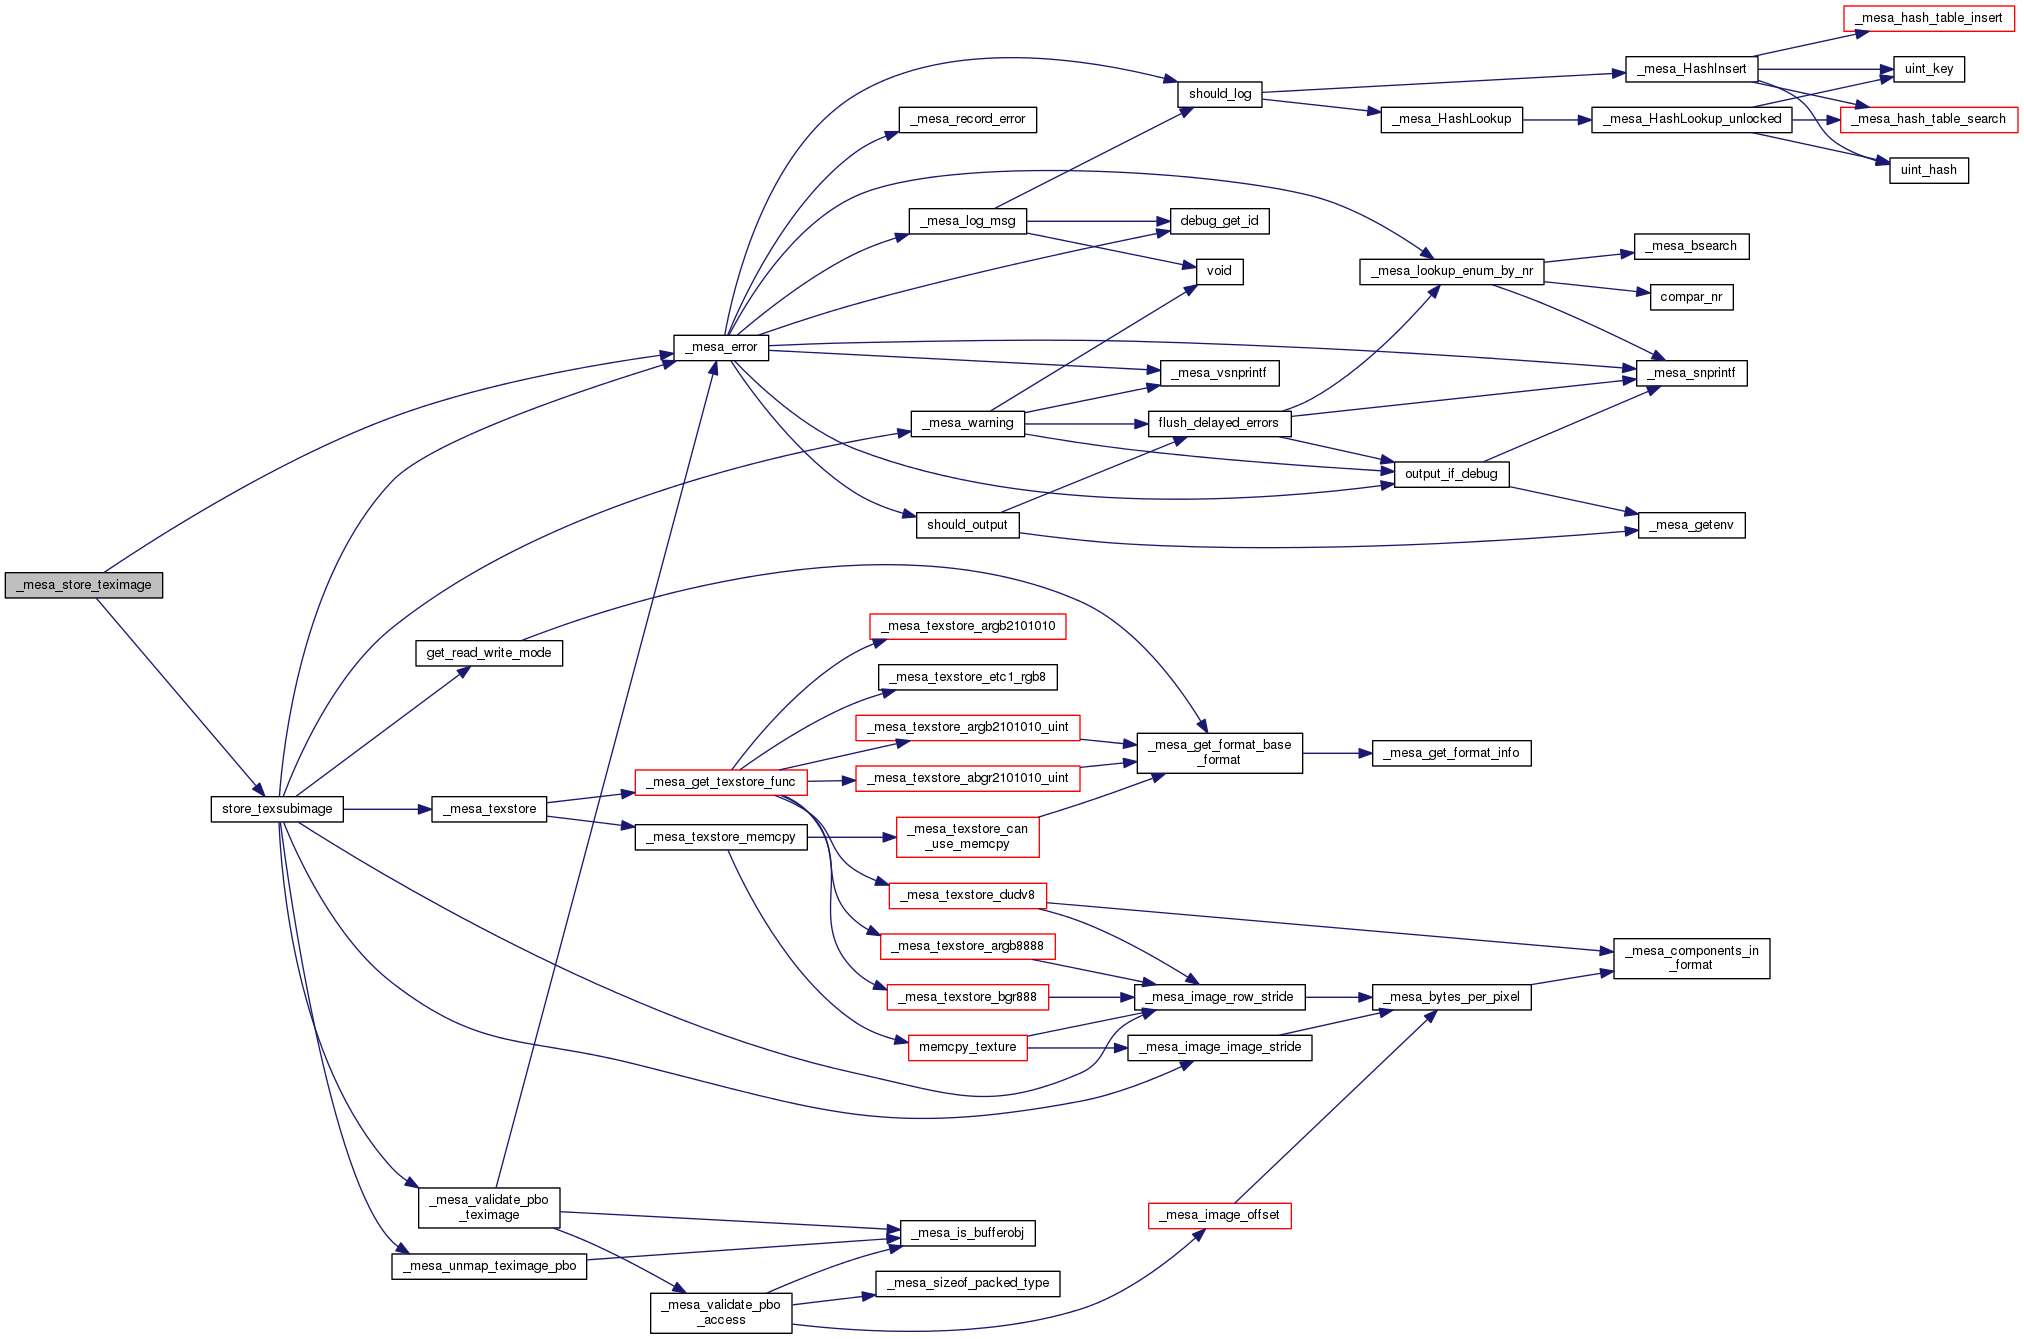 _mesa_hash_table_insert
_mesa_HashInsert
uint_key
should_log
_mesa_record_error
_mesa_HashLookup
_mesa_HashLookup_unlocked
_mesa_hash_table_search
uint_hash
_mesa_log_msg
debug_get_id
_mesa_bsearch
void
_mesa_lookup_enum_by_nr
compar_nr
_mesa_error
_mesa_vsnprintf
_mesa_snprintf
_mesa_warning
flush_delayed_errors
output_if_debug
should_output
_mesa_getenv
_mesa_store_teximage
_mesa_texstore_argb2101010
get_read_write_mode
_mesa_texstore_etc1_rgb8
_mesa_texstore_argb2101010_uint
_mesa_get_format_base
_format
_mesa_get_format_info
_mesa_get_texstore_func
_mesa_texstore_abgr2101010_uint
store_texsubimage
_mesa_texstore
_mesa_texstore_memcpy
_mesa_texstore_can
_use_memcpy
_mesa_texstore_dudv8
_mesa_texstore_argb8888
_mesa_components_in
_format
_mesa_texstore_bgr888
_mesa_image_row_stride
_mesa_bytes_per_pixel
memcpy_texture
_mesa_image_image_stride
_mesa_validate_pbo
_teximage
_mesa_image_offset
_mesa_is_bufferobj
_mesa_unmap_teximage_pbo
_mesa_sizeof_packed_type
_mesa_validate_pbo
_access